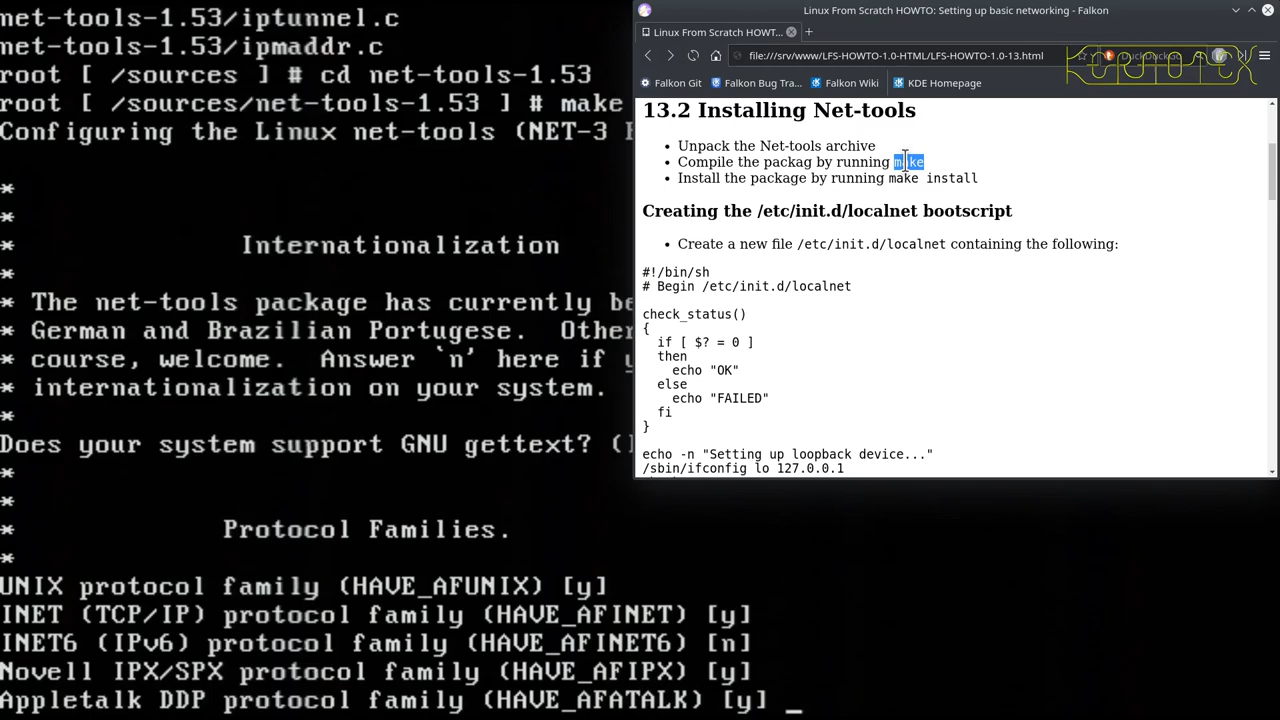 net-tools-1.53/iptunnel.c
net-tools-1.53/ipmaddr.c
root [ /sources ] # cd net-tools-1.53
root [ /sources/net-tools-1.53 ] # make
Configuring the Linux net-tools (NET-3
*
*
* Internationalization
*
* The net-tools package has currently be
* German and Brazilian Portugese. Other
* course, welcome. Answer `n' here if
* internationalization on your system.
*
Does your system support GNU gettext? (
*
*
* Protocol Families.
*
UNIX protocol family (HAVE_AFUNIX) [y]
INET (TCP/IP) protocol family (HAVE_AFINET) [y]
INET6 (IPv6) protocol family (HAVE_AFINET6) [n]
Novell IPX/SPX protocol family (HAVE_AFIPX) [y]
Appletalk DDP protocol family (HAVE_AFATALK) [y] _
Linux From Scratch HOWTO: Setting up basic networking - Falkon
Linux From Scratch HOWT...
file:///srv/www/LFS-HOWTO-1.0-HTML/LFS-HOWTO-1.0-13.html
Falkon Git Falkon Bug Tra... Falkon Wiki KDE Homepage
13.2 Installing Net-tools
• Unpack the Net-tools archive
• Compile the packag by running make
• Install the package by running make install
Creating the /etc/init.d/localnet bootscript
• Create a new file /etc/init.d/localnet containing the following:
#!/bin/sh
# Begin /etc/init.d/localnet
check_status()
{
if [ $? = 0 ]
then
echo "OK"
else
echo "FAILED"
fi
}
echo -n "Setting up loopback device..."
/sbin/ifconfig lo 127.0.0.1